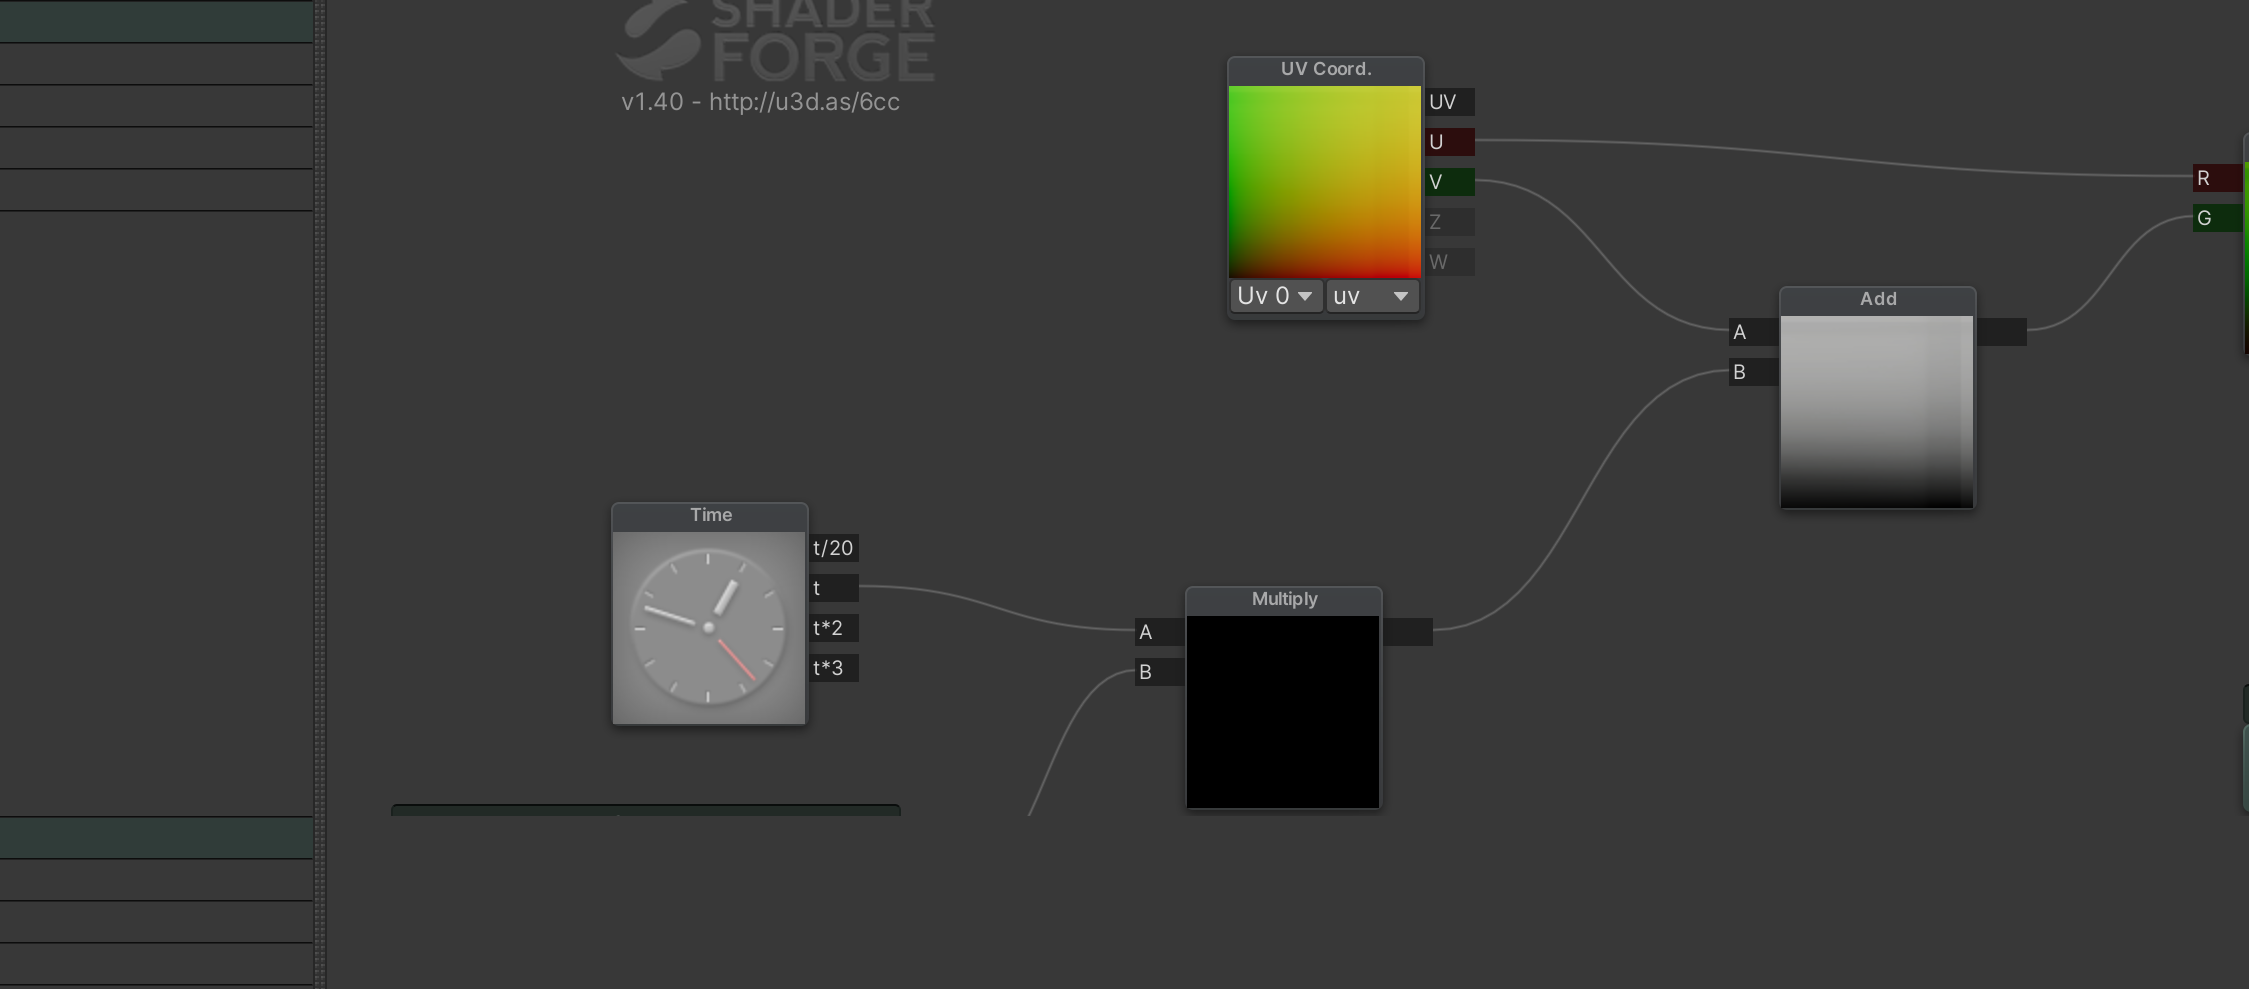 SHADER
FORGE
v1.40 - http://u3d.as/6cc
UV Coord.
UV
U
V
Z
W
Uv 0
uv
R
G
Add
A
B
Time
t/20
t
t*2
t*3
Multiply
A
B